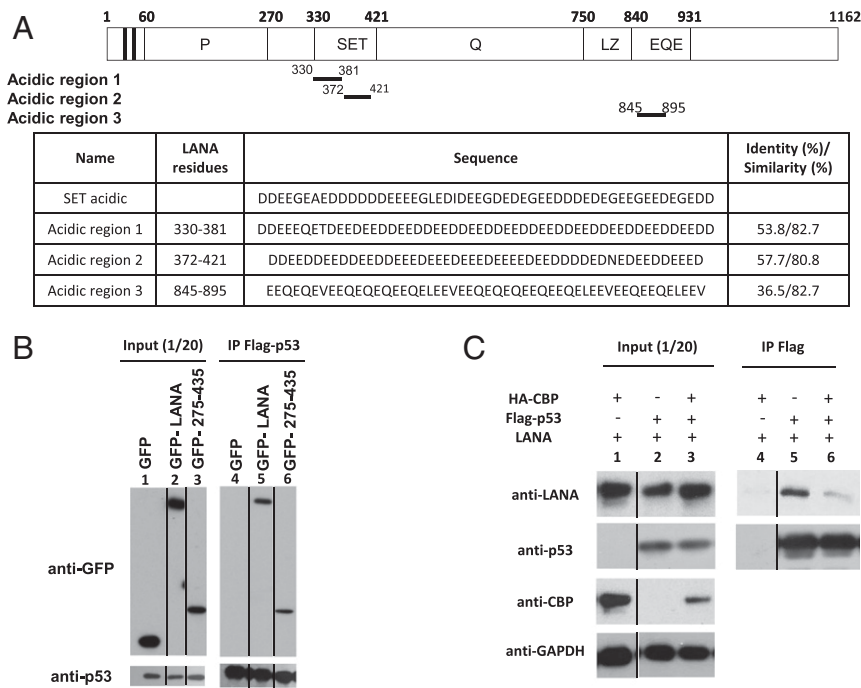 A
1 60 270 330 421 750 840 931 1162
P SET Q LZ EQE
Acidic region 1 330 381
Acidic region 2 372 421
Acidic region 3 845 895
Name LANA residues Sequence Identity (%)/ Similarity (%)
SET acidic DDEEGEAEDDDDDDEEEEGLEDIDEEGDEDEGEEDDDEDEGEEGEEDEGEDD
Acidic region 1 330-381 DDEEEQETDEEDEEDDEEDDEEDDEEDDEEDDEEDDEEDDEEDDEEDDEEDD 53.8/82.7
Acidic region 2 372-421 DDEEDDEEDDEEDDEEEDEEEDEEEDEEEEDEEDDDDEDNEDEEDDEEED 57.7/80.8
Acidic region 3 845-895 EEQEQEVEEQEQEQEEQELEEVEEQEQEQEEQEEQELEEVEEQEEQELEEV 36.5/82.7
B
Input (1/20) IP Flag-p53
GFP GFP- LANA GFP- 275-435 GFP GFP- LANA GFP- 275-435
1 2 3 4 5 6
anti-GFP
anti-p53
C
Input (1/20) IP Flag
HA-CBP + - + + - +
Flag-p53 - + + - + +
LANA + + + + + +
1 2 3 4 5 6
anti-LANA
anti-p53
anti-CBP
anti-GAPDH